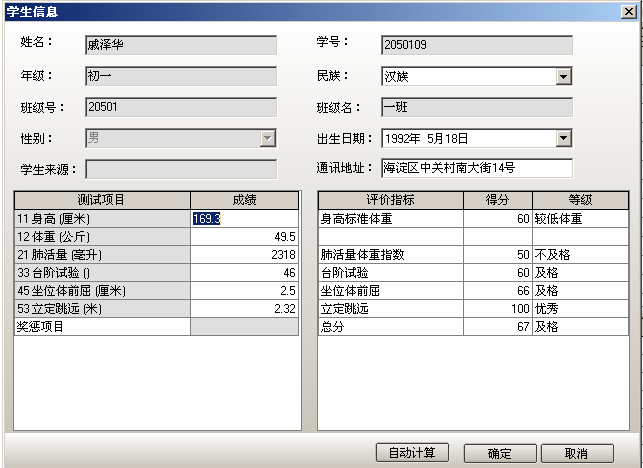 学生信息
姓名： 戚泽华 学号： 2050109
年级： 初一 民族： 汉族
班级号： 20501 班级名： 一班
性别： 男 出生日期： 1992年 5月18日
学生来源： 通讯地址： 海淀区中关村南大街14号
测试项目 成绩 评价指标 得分 等级
11 身高 (厘米) 169.3 身高标准体重 60 较低体重
12 体重 (公斤) 49.5
21 肺活量 (毫升) 2318 肺活量体重指数 50 不及格
33 台阶试验 () 46 台阶试验 60 及格
45 坐位体前屈 (厘米) 2.5 坐位体前屈 66 及格
53 立定跳远 (米) 2.32 立定跳远 100 优秀
奖惩项目 总分 67 及格
自动计算 确定 取消